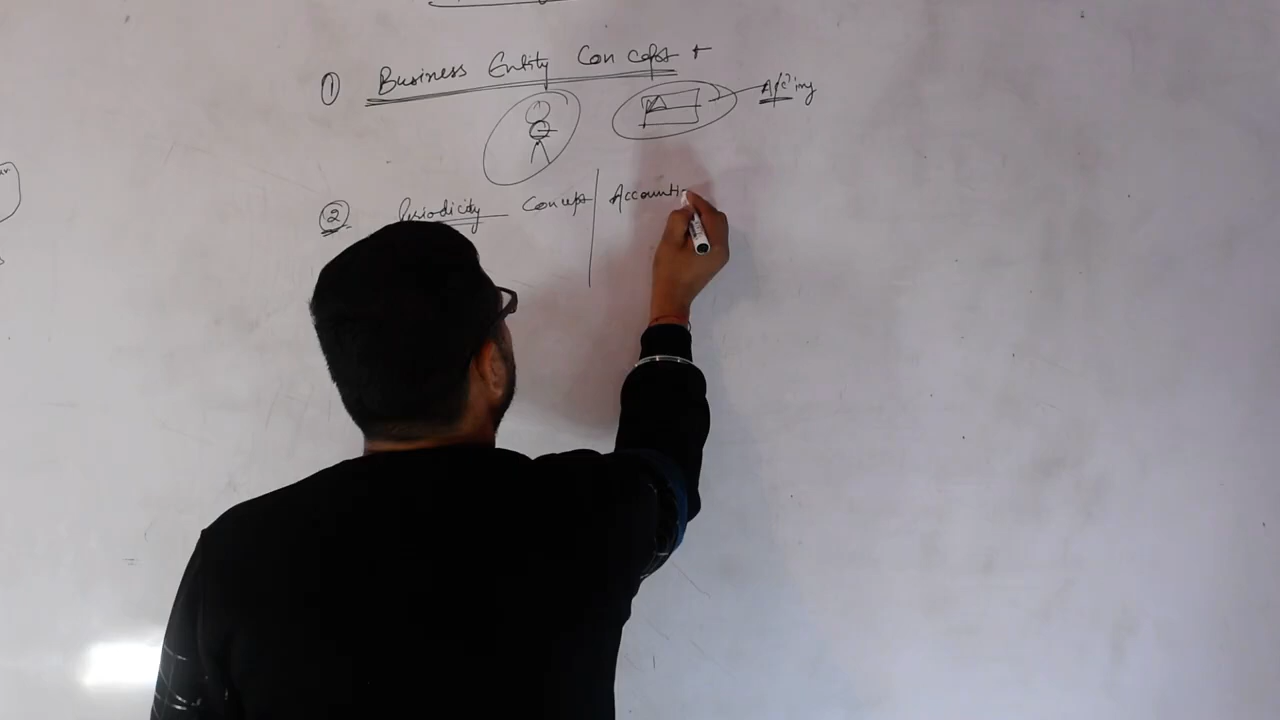 ① Business Entity Concept
A/c'ing
② Periodicity Concept | Accounti